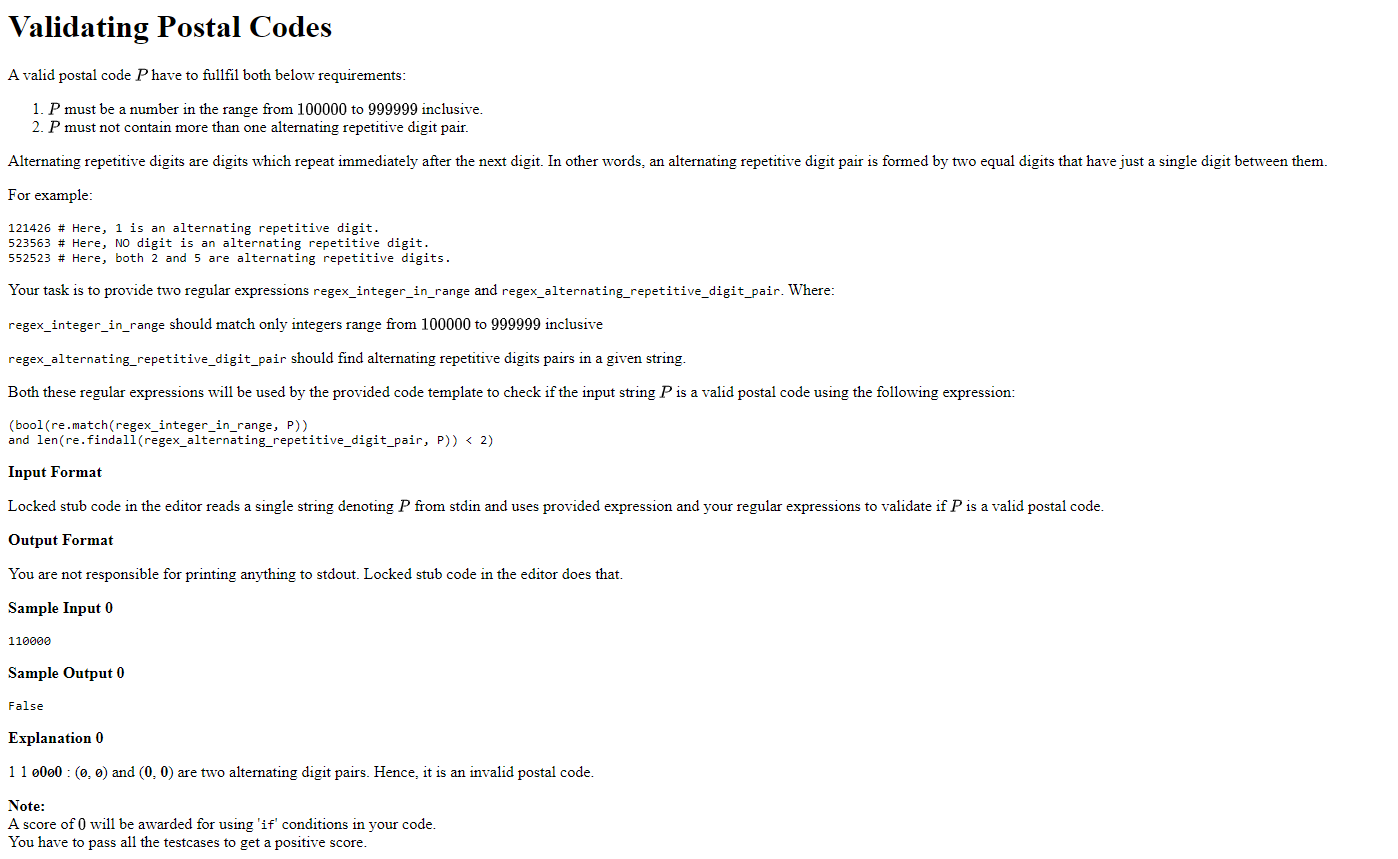 Validating Postal Codes
A valid postal code P have to fullfil both below requirements:
1. P must be a number in the range from 100000 to 999999 inclusive.
2. P must not contain more than one alternating repetitive digit pair.
Alternating repetitive digits are digits which repeat immediately after the next digit. In other words, an alternating repetitive digit pair is formed by two equal digits that have just a single digit between them.
For example:
121426 # Here, 1 is an alternating repetitive digit.
523563 # Here, NO digit is an alternating repetitive digit.
552523 # Here, both 2 and 5 are alternating repetitive digits.
Your task is to provide two regular expressions regex_integer_in_range and regex_alternating_repetitive_digit_pair. Where:
regex_integer_in_range should match only integers range from 100000 to 999999 inclusive
regex_alternating_repetitive_digit_pair should find alternating repetitive digits pairs in a given string.
Both these regular expressions will be used by the provided code template to check if the input string P is a valid postal code using the following expression:
(bool(re.match(regex_integer_in_range, P))
and len(re.findall(regex_alternating_repetitive_digit_pair, P)) < 2)
Input Format
Locked stub code in the editor reads a single string denoting P from stdin and uses provided expression and your regular expressions to validate if P is a valid postal code.
Output Format
You are not responsible for printing anything to stdout. Locked stub code in the editor does that.
Sample Input 0
110000
Sample Output 0
False
Explanation 0
1 1 0000 : (0, 0) and (0, 0) are two alternating digit pairs. Hence, it is an invalid postal code.
Note:
A score of 0 will be awarded for using 'if' conditions in your code.
You have to pass all the testcases to get a positive score.